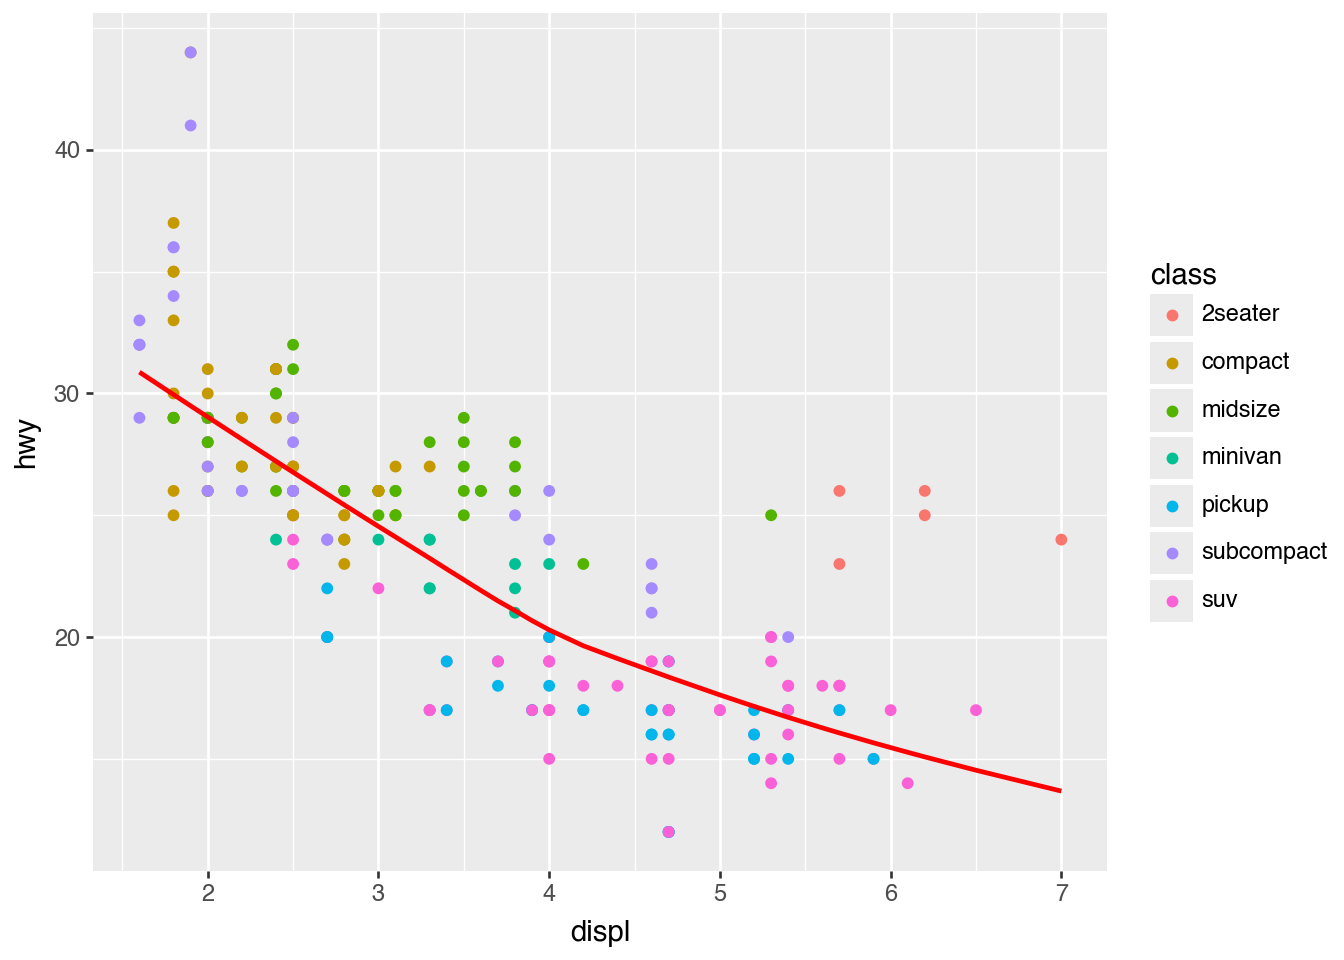 40
30
20
hwy
2
3
4
5
6
7
displ
class
2seater
compact
midsize
minivan
pickup
subcompact
suv